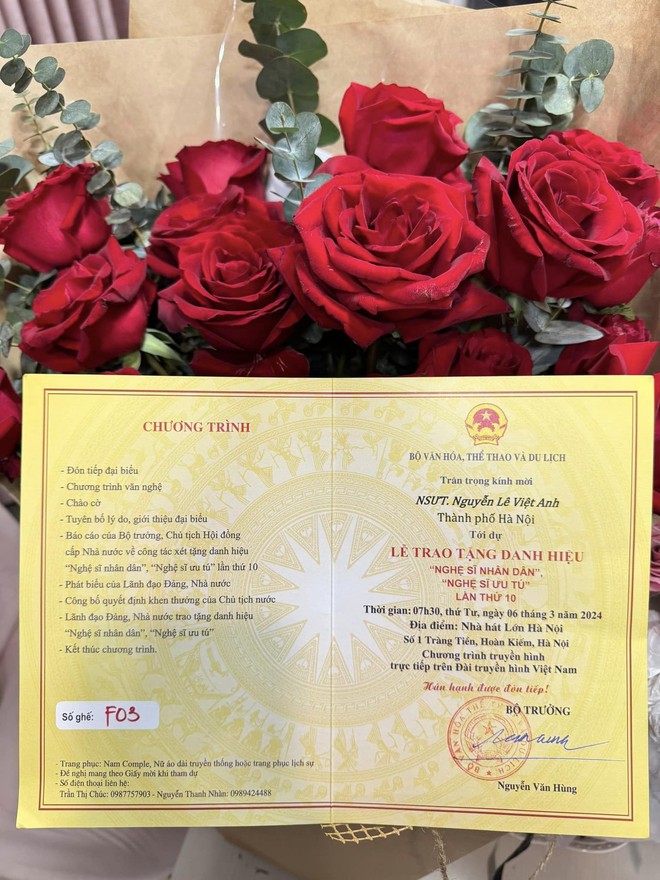 CHƯƠNG TRÌNH
- Đón tiếp đại biểu
- Chương trình văn nghệ
- Chào cờ
- Tuyên bố lý do, giới thiệu đại biểu
- Báo cáo của Bộ trưởng, Chủ tịch Hội đồng
cấp Nhà nước về công tác xét tặng danh hiệu
"Nghệ sĩ nhân dân", "Nghệ sĩ ưu tú" lần thứ 10
- Phát biểu của Lãnh đạo Đảng, Nhà nước
- Công bố quyết định khen thưởng của Chủ tịch nước
- Lãnh đạo Đảng, Nhà nước trao tặng danh hiệu
"Nghệ sĩ nhân dân", "Nghệ sĩ ưu tú"
- Kết thúc chương trình.
Số ghế: F03
- Trang phục: Nam Comple, Nữ áo dài truyền thống hoặc trang phục lịch sự
- Đề nghị mang theo Giấy mời khi tham dự
- Số điện thoại liên hệ:
Trần Thị Chúc: 0987757903 - Nguyễn Thanh Nhàn: 0989424488
BỘ VĂN HÓA, THỂ THAO VÀ DU LỊCH
Trân trọng kính mời
NSƯT. Nguyễn Lê Việt Anh
Thành phố Hà Nội
Tới dự
LỄ TRAO TẶNG DANH HIỆU
"NGHỆ SĨ NHÂN DÂN",
"NGHỆ SĨ ƯU TÚ"
LẦN THỨ 10
Thời gian: 07h30, thứ Tư, ngày 06 tháng 3 năm 2024
Địa điểm: Nhà hát Lớn Hà Nội
Số 1 Tràng Tiền, Hoàn Kiếm, Hà Nội
Chương trình truyền hình
trực tiếp trên Đài truyền hình Việt Nam
Hân hạnh được đón tiếp!
BỘ TRƯỞNG
Nguyễn Văn Hùng